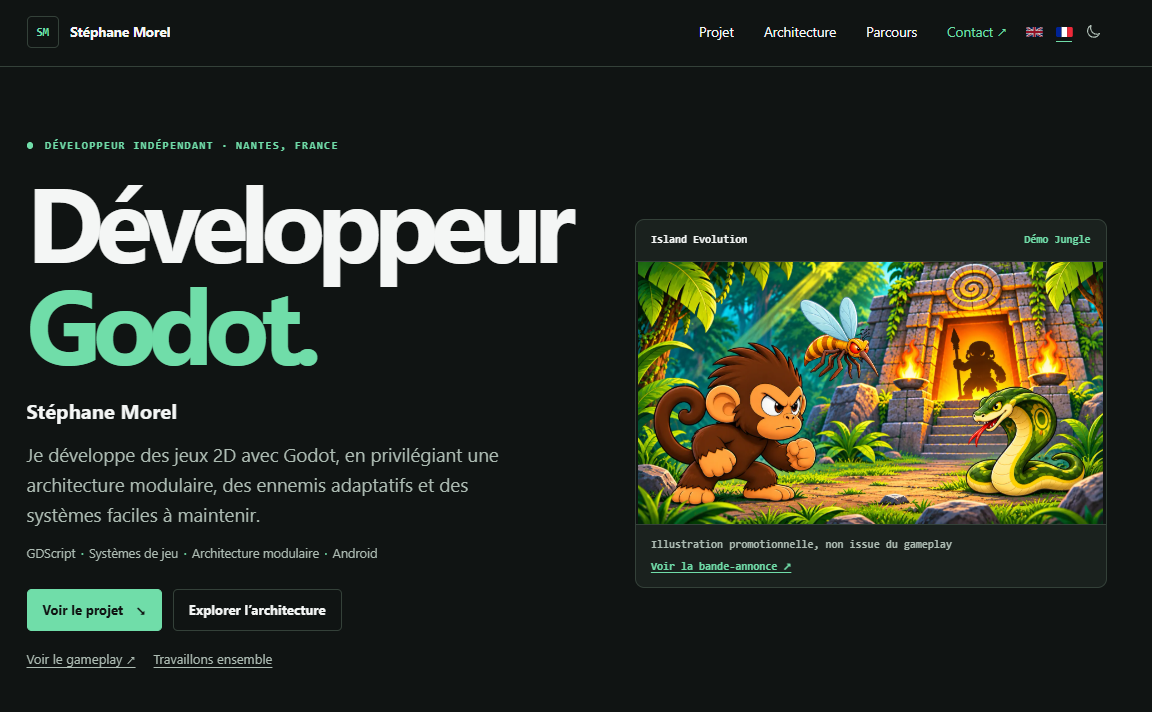 SM
Stéphane Morel
Projet
Architecture
Parcours
Contact ↗
DÉVELOPPEUR INDÉPENDANT · NANTES, FRANCE
Développeur
Godot.
Stéphane Morel
Je développe des jeux 2D avec Godot, en privilégiant une
architecture modulaire, des ennemis adaptatifs et des
systèmes faciles à maintenir.
GDScript · Systèmes de jeu · Architecture modulaire · Android
Voir le projet ↘
Explorer l’architecture
Voir le gameplay ↗
Travaillons ensemble
Island Evolution
Démo Jungle
Illustration promotionnelle, non issue du gameplay
Voir la bande-annonce ↗